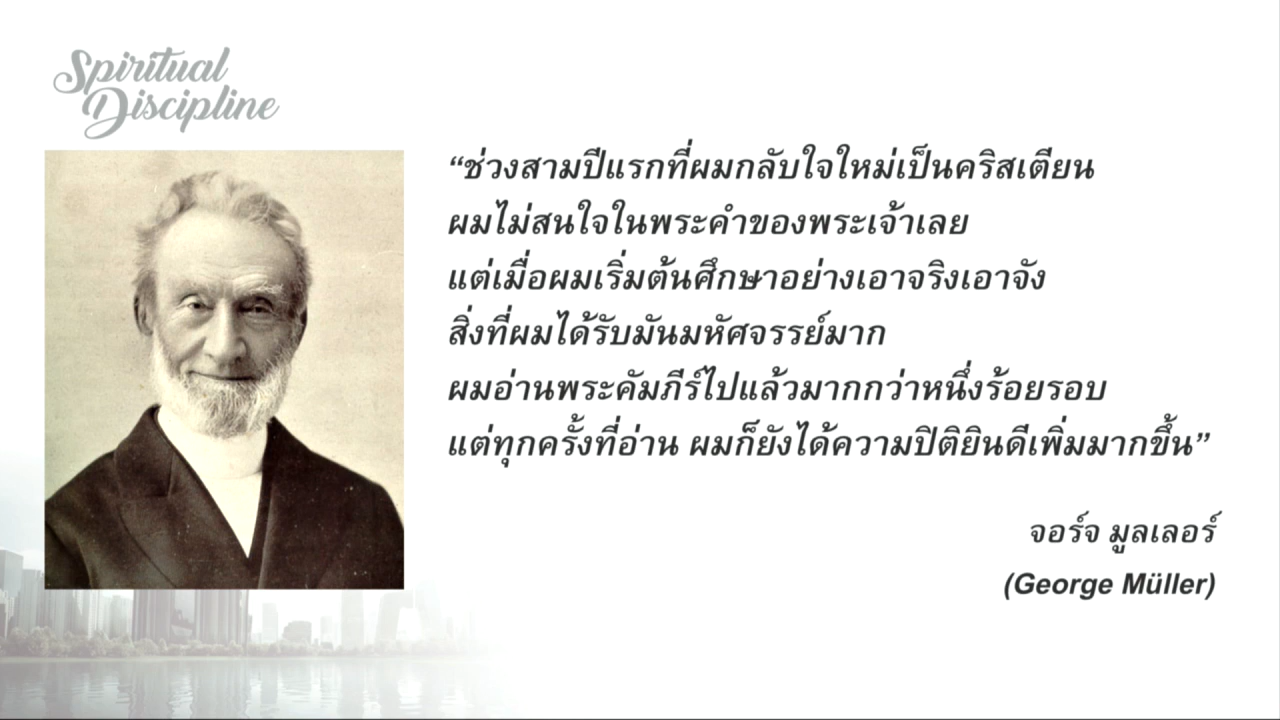 Spiritual
Discipline
“ช่วงสามปีแรกที่ผมกลับใจใหม่เป็นคริสเตียน
ผมไม่สนใจในพระคำของพระเจ้าเลย
แต่เมื่อผมเริ่มต้นศึกษาอย่างเอาจริงเอาจัง
สิ่งที่ผมได้รับมันมหัศจรรย์มาก
ผมอ่านพระคัมภีร์ไปแล้วมากกว่าหนึ่งร้อยรอบ
แต่ทุกครั้งที่อ่าน ผมก็ยังได้ความปิติยินดีเพิ่มมากขึ้น”
จอร์จ มูลเลอร์
(George Müller)